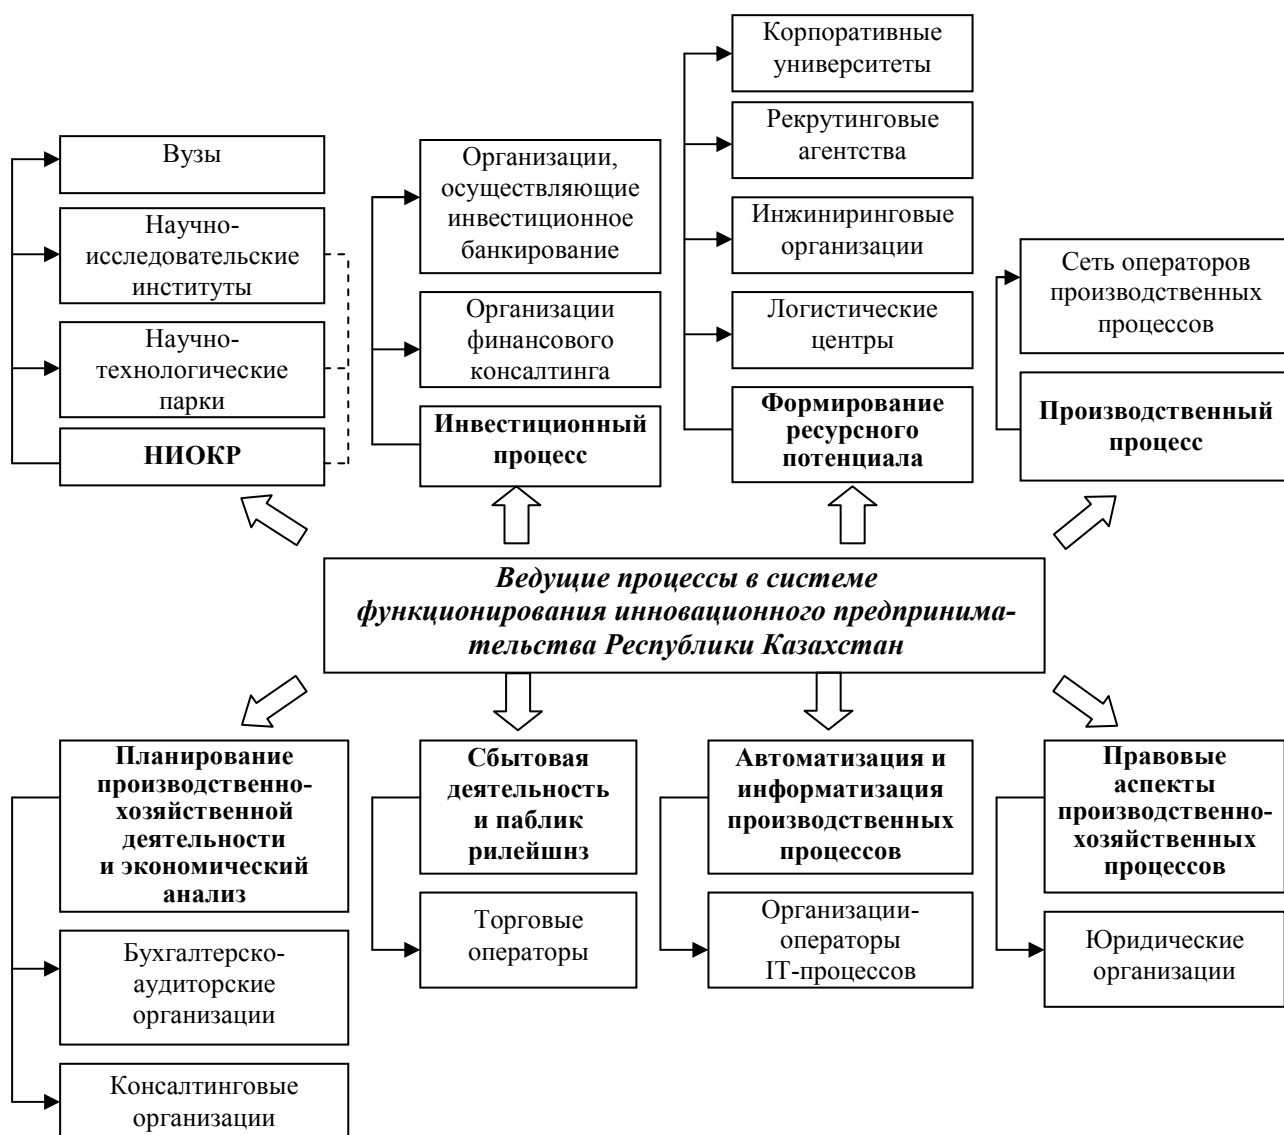 Вузы
Научно-
исследовательские
институты
Научно-
технологические
парки
НИОКР
Организации,
осуществляющие
инвестиционное
банкирование
Организации
финансового
консалтинга
Инвестиционный
процесс
Корпоративные
университеты
Рекрутинговые
агентства
Инжиниринговые
организации
Логистические
центры
Формирование
ресурсного
потенциала
Сеть операторов
производственных
процессов
Производственный
процесс
Ведущие процессы в системе
функционирования инновационного предпринима-
тельства Республики Казахстан
Планирование
производственно-
хозяйственной
деятельности
и экономический
анализ
Бухгалтерско-
аудиторские
организации
Консалтинговые
организации
Сбытовая
деятельность
и паблик
рилейшнз
Торговые
операторы
Автоматизация и
информатизация
производственных
процессов
Организации-
операторы
IT-процессов
Правовые
аспекты
производственно-
хозяйственных
процессов
Юридические
организации